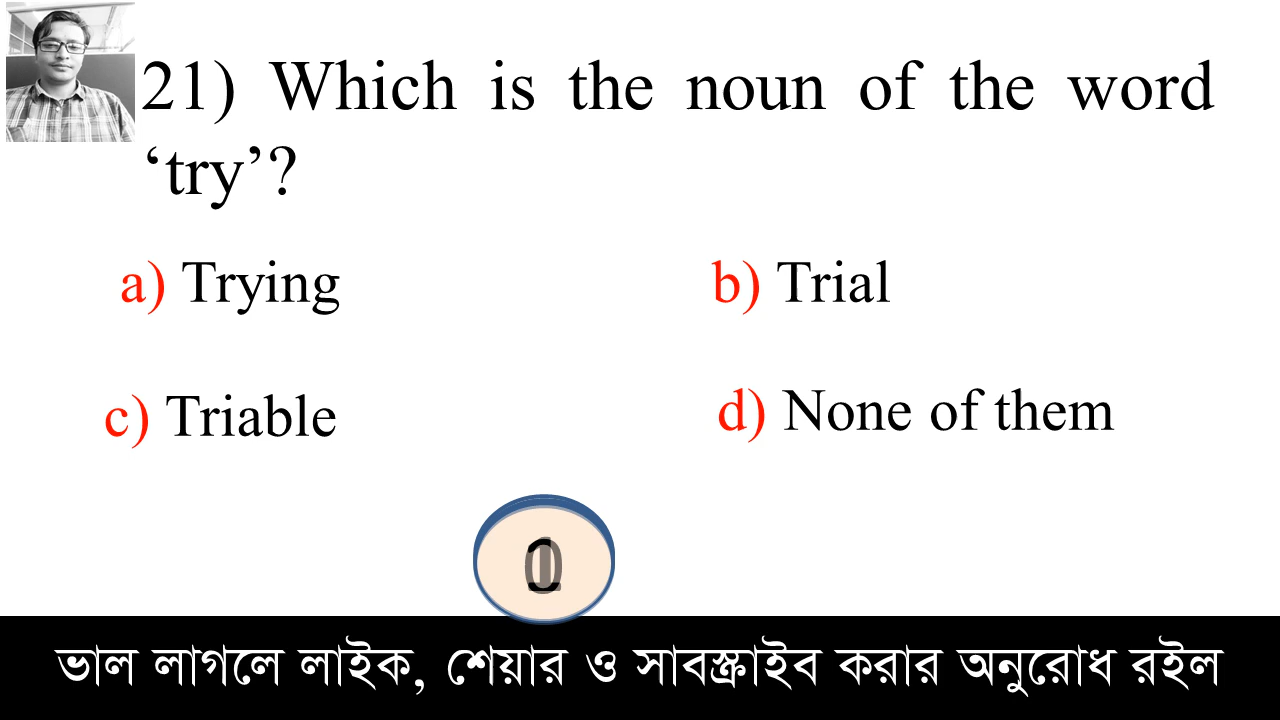 21) Which is the noun of the word
‘try’?
a) Trying
b) Trial
c) Triable
d) None of them
ভাল লাগলে লাইক, শেয়ার ও সাবস্ক্রাইব করার অনুরোধ রইল